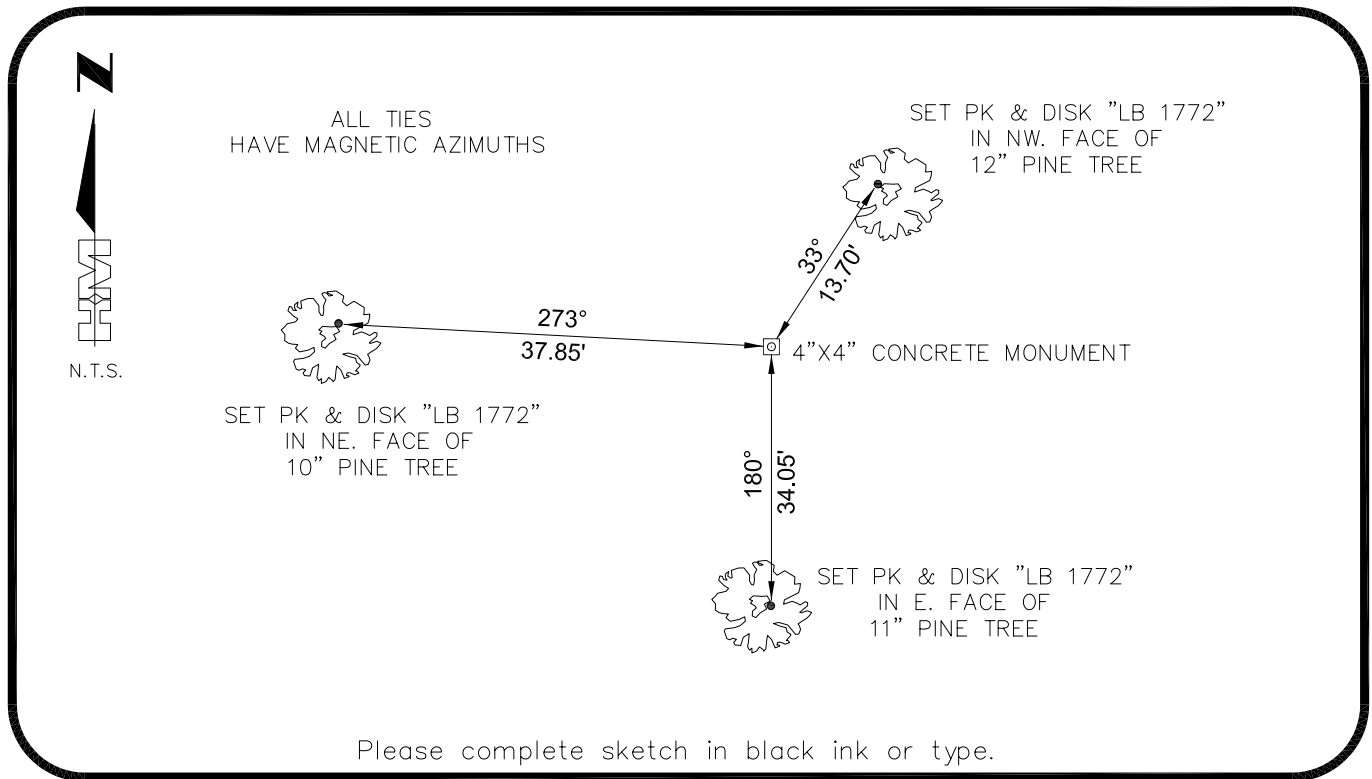 N
ALL TIES
HAVE MAGNETIC AZIMUTHS
SET PK & DISK "LB 1772"
IN NW. FACE OF
12" PINE TREE
33°
13.70'
273°
37.85'
4"X4" CONCRETE MONUMENT
N.T.S.
SET PK & DISK "LB 1772"
IN NE. FACE OF
10" PINE TREE
180°
34.05'
SET PK & DISK "LB 1772"
IN E. FACE OF
11" PINE TREE
Please complete sketch in black ink or type.